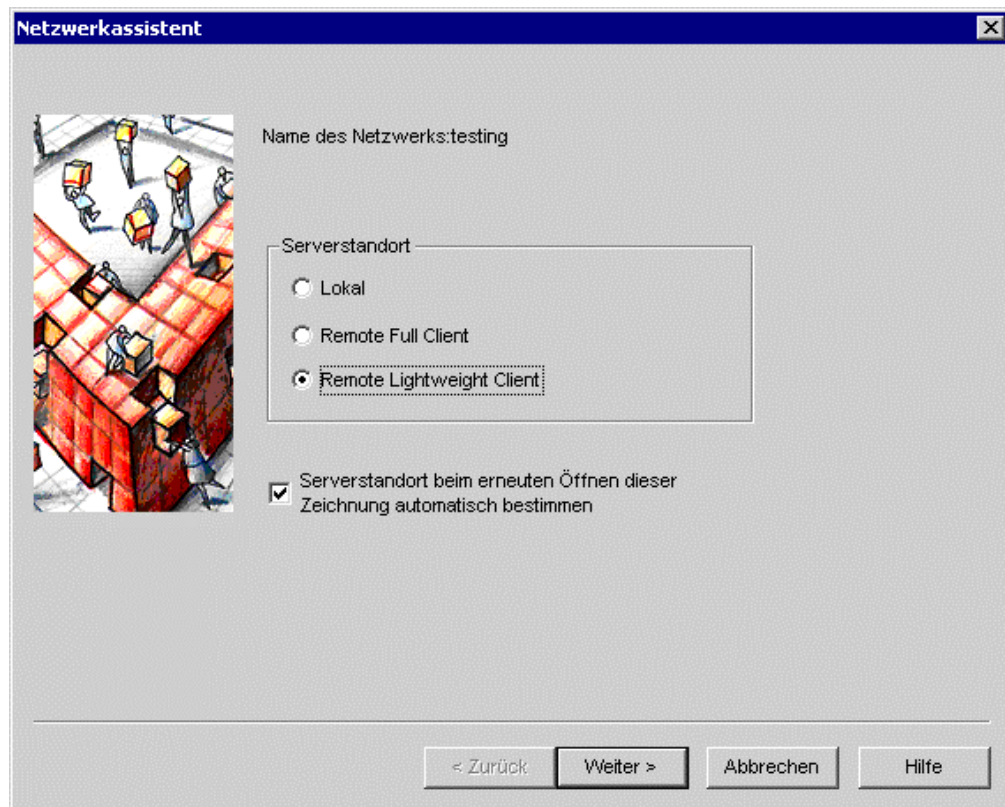 Netzwerkassistent
Name des Netzwerks:testing
Serverstandort
Lokal
Remote Full Client
Remote Lightweight Client
Serverstandort beim erneuten Öffnen dieser
Zeichnung automatisch bestimmen
< Zurück
Weiter >
Abbrechen
Hilfe